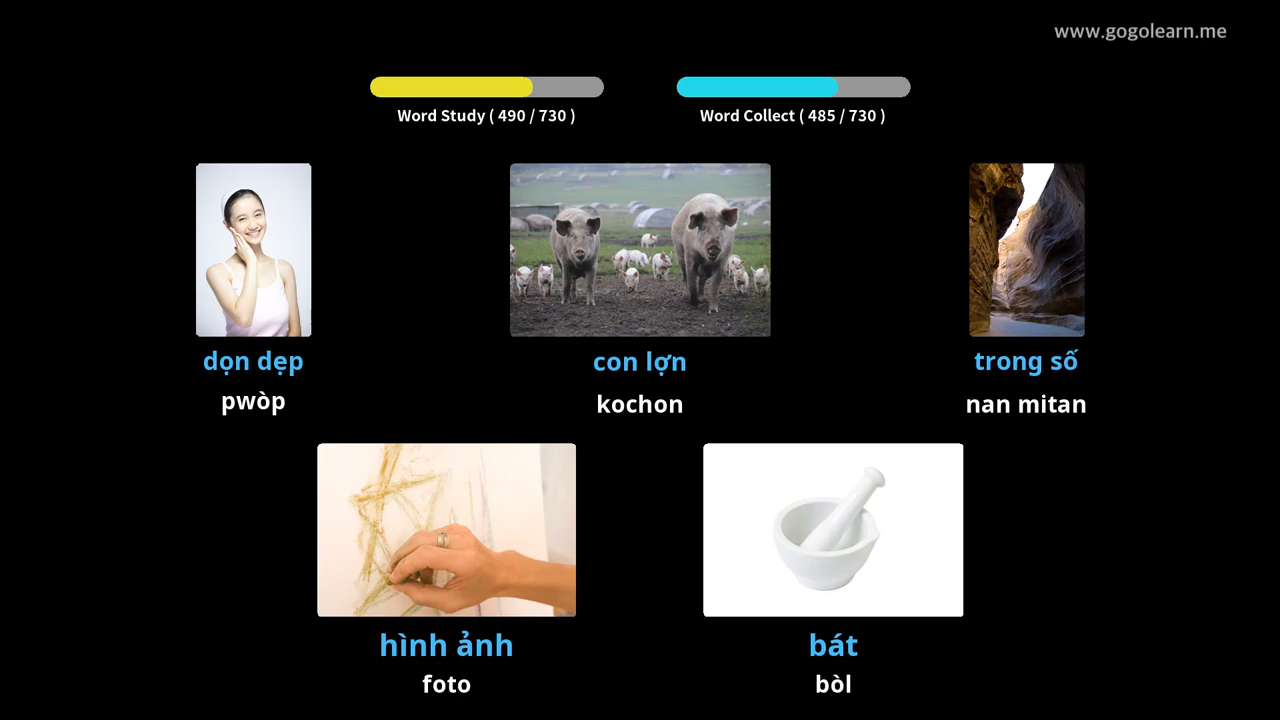 www.gogolearn.me
Word Study ( 490 / 730 )
Word Collect ( 485 / 730 )
dọn dẹp
pwòp
con lợn
kochon
trong số
nan mitan
hình ảnh
foto
bát
bòl